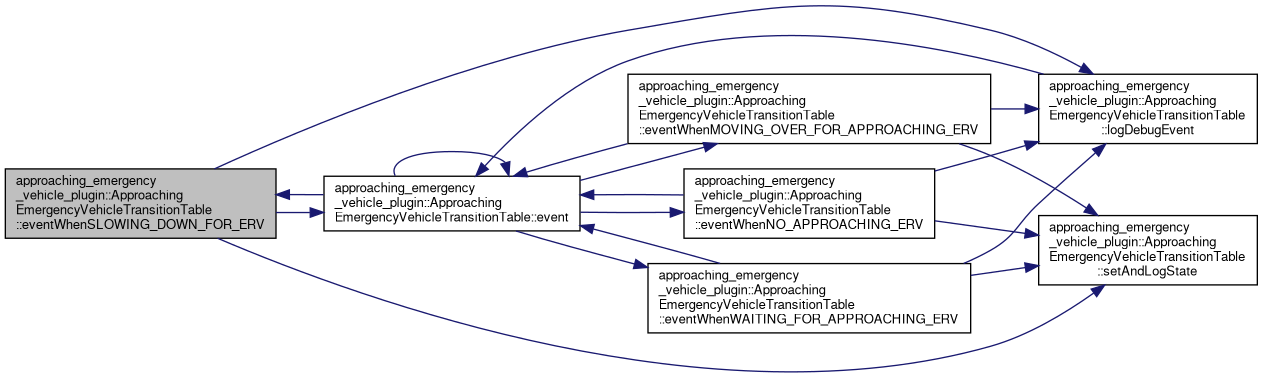 approaching_emergency
_vehicle_plugin::Approaching
EmergencyVehicleTransitionTable
::eventWhenSLOWING_DOWN_FOR_ERV
approaching_emergency
_vehicle_plugin::Approaching
EmergencyVehicleTransitionTable::event
approaching_emergency
_vehicle_plugin::Approaching
EmergencyVehicleTransitionTable
::eventWhenMOVING_OVER_FOR_APPROACHING_ERV
approaching_emergency
_vehicle_plugin::Approaching
EmergencyVehicleTransitionTable
::eventWhenNO_APPROACHING_ERV
approaching_emergency
_vehicle_plugin::Approaching
EmergencyVehicleTransitionTable
::eventWhenWAITING_FOR_APPROACHING_ERV
approaching_emergency
_vehicle_plugin::Approaching
EmergencyVehicleTransitionTable
::logDebugEvent
approaching_emergency
_vehicle_plugin::Approaching
EmergencyVehicleTransitionTable
::setAndLogState